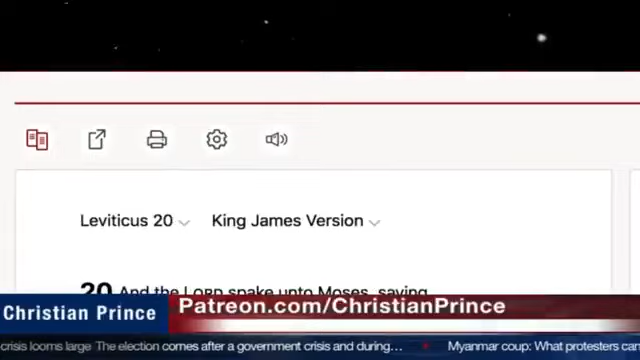 Leviticus 20 King James Version
20 And the LORD spake unto Moses, saying,
Christian Prince Patreon.com/ChristianPrince
crisis looms large The election comes after a government crisis and during... Myanmar coup: What protesters can